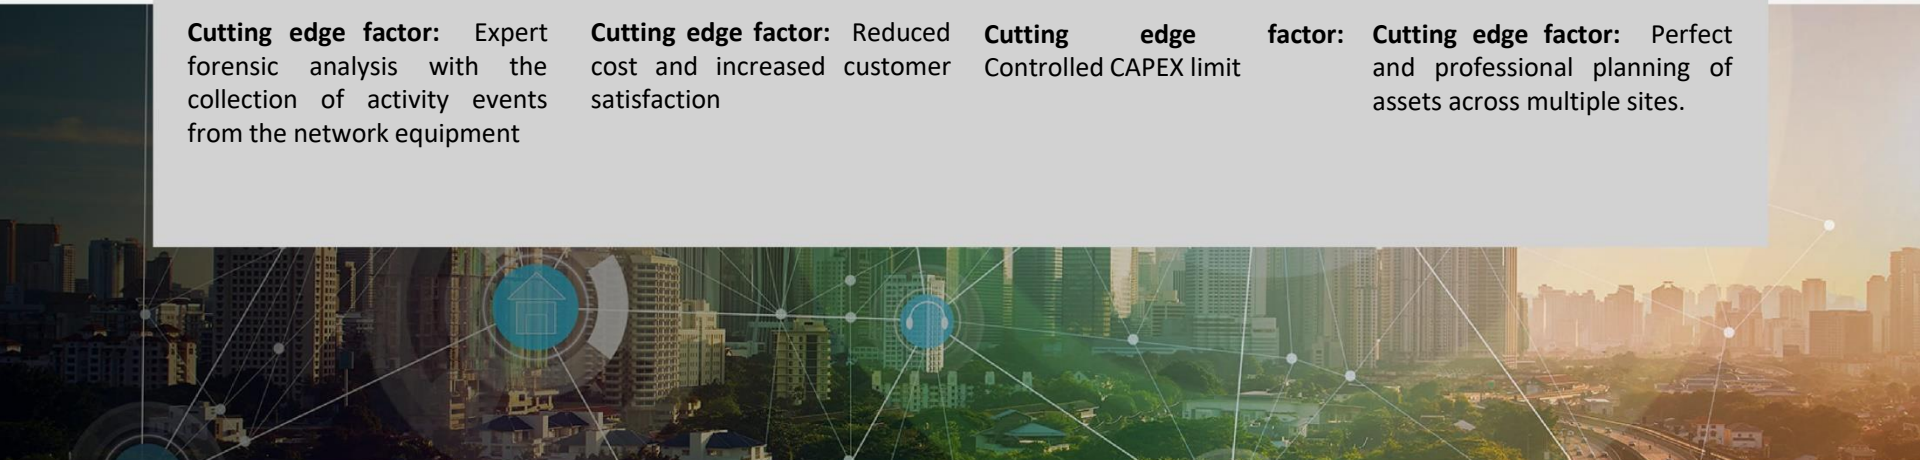 Cutting edge factor: Expert
forensic analysis with the
collection of activity events
from the network equipment
Cutting edge factor: Reduced
cost and increased customer
satisfaction
Cutting edge factor:
Controlled CAPEX limit
Cutting edge factor: Perfect
and professional planning of
assets across multiple sites.